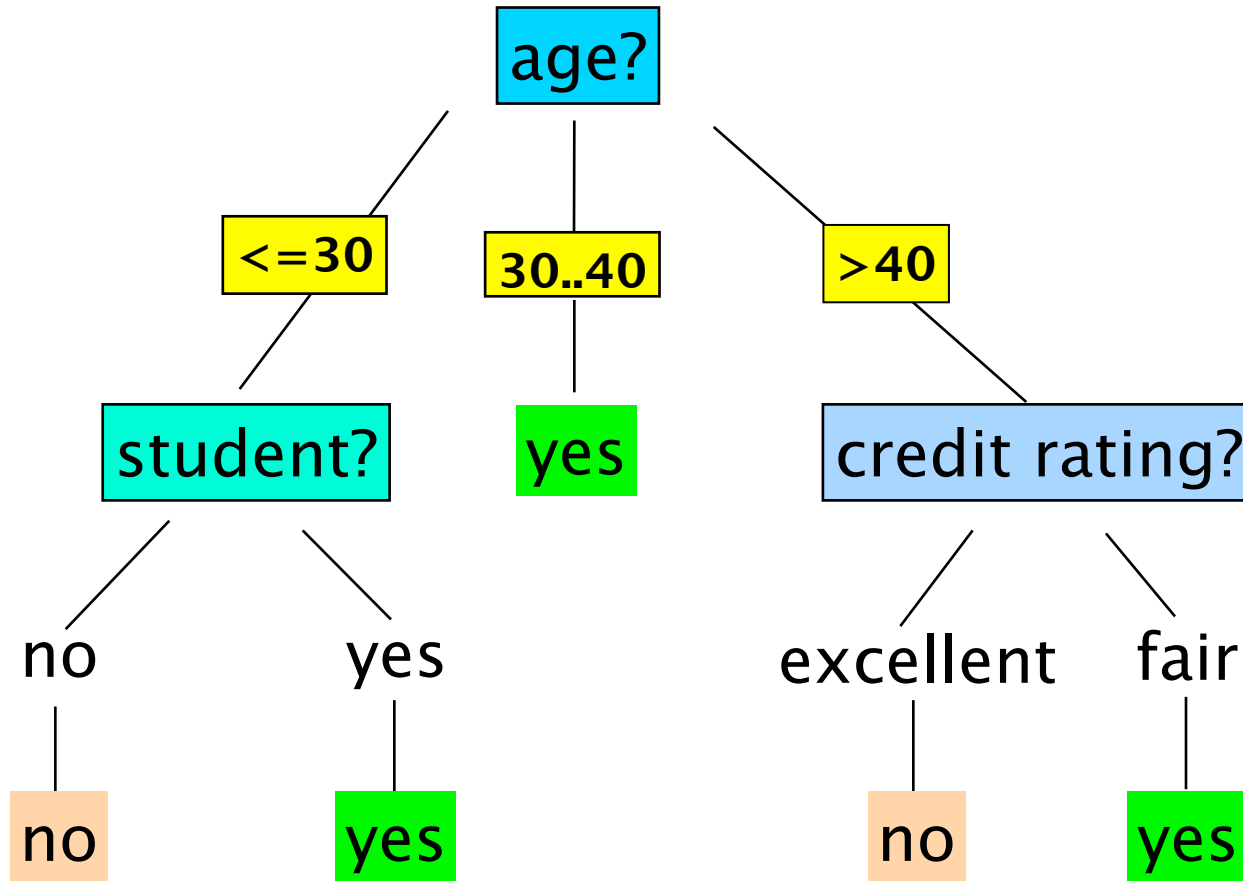 age?
<=30
30..40
>40
student?
yes
credit rating?
no
yes
excellent
fair
no
yes
no
yes